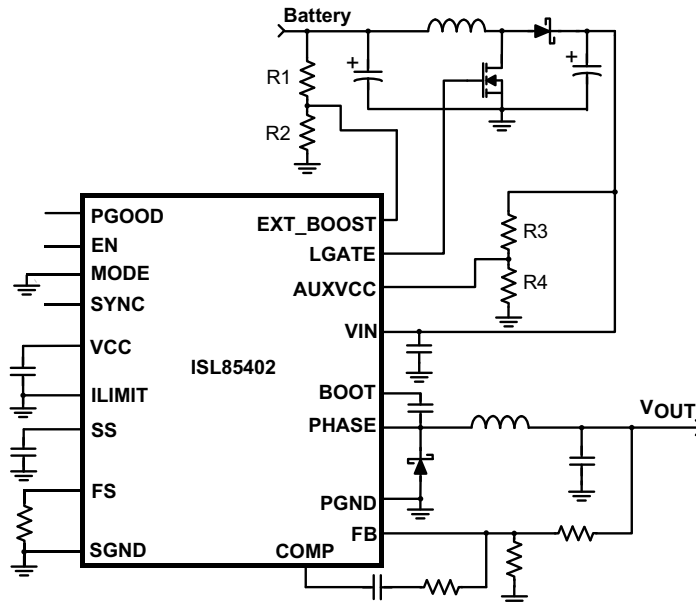 Battery
+
+
R1
R2
PGOOD
EXT_BOOST
EN
LGATE
R3
MODE
AUXVCC
R4
SYNC
VIN
VCC
ISL85402
ILIMIT
BOOT
SS
PHASE
VOUT
FS
PGND
FB
SGND
COMP